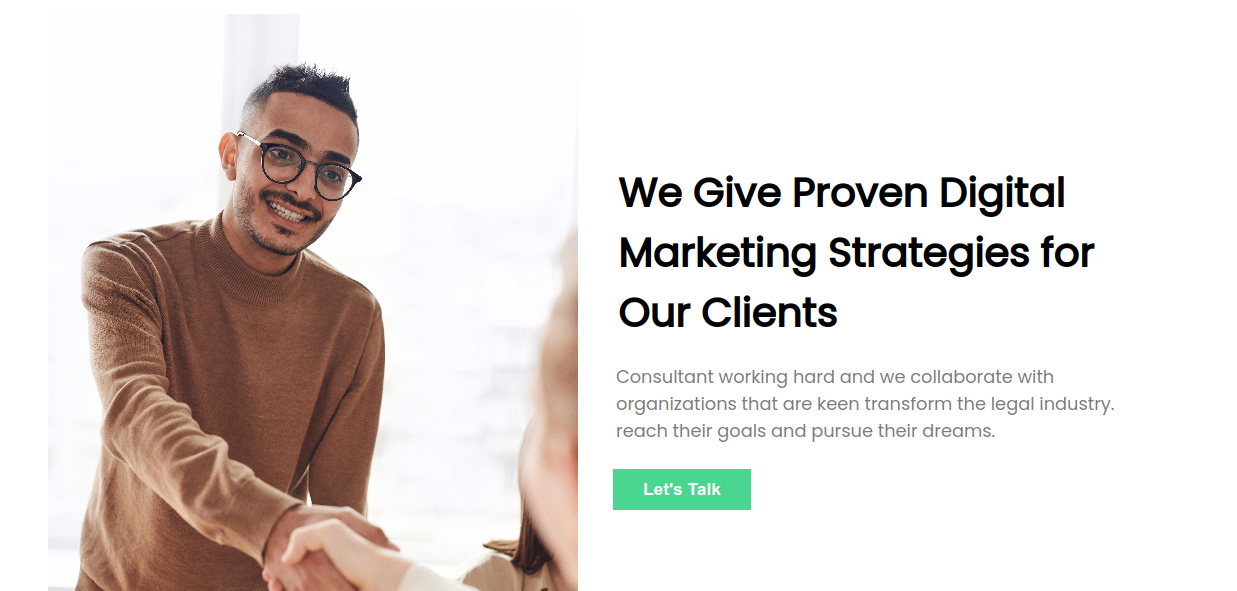 We Give Proven Digital
Marketing Strategies for
Our Clients
Consultant working hard and we collaborate with
organizations that are keen transform the legal industry.
reach their goals and pursue their dreams.
Let's Talk